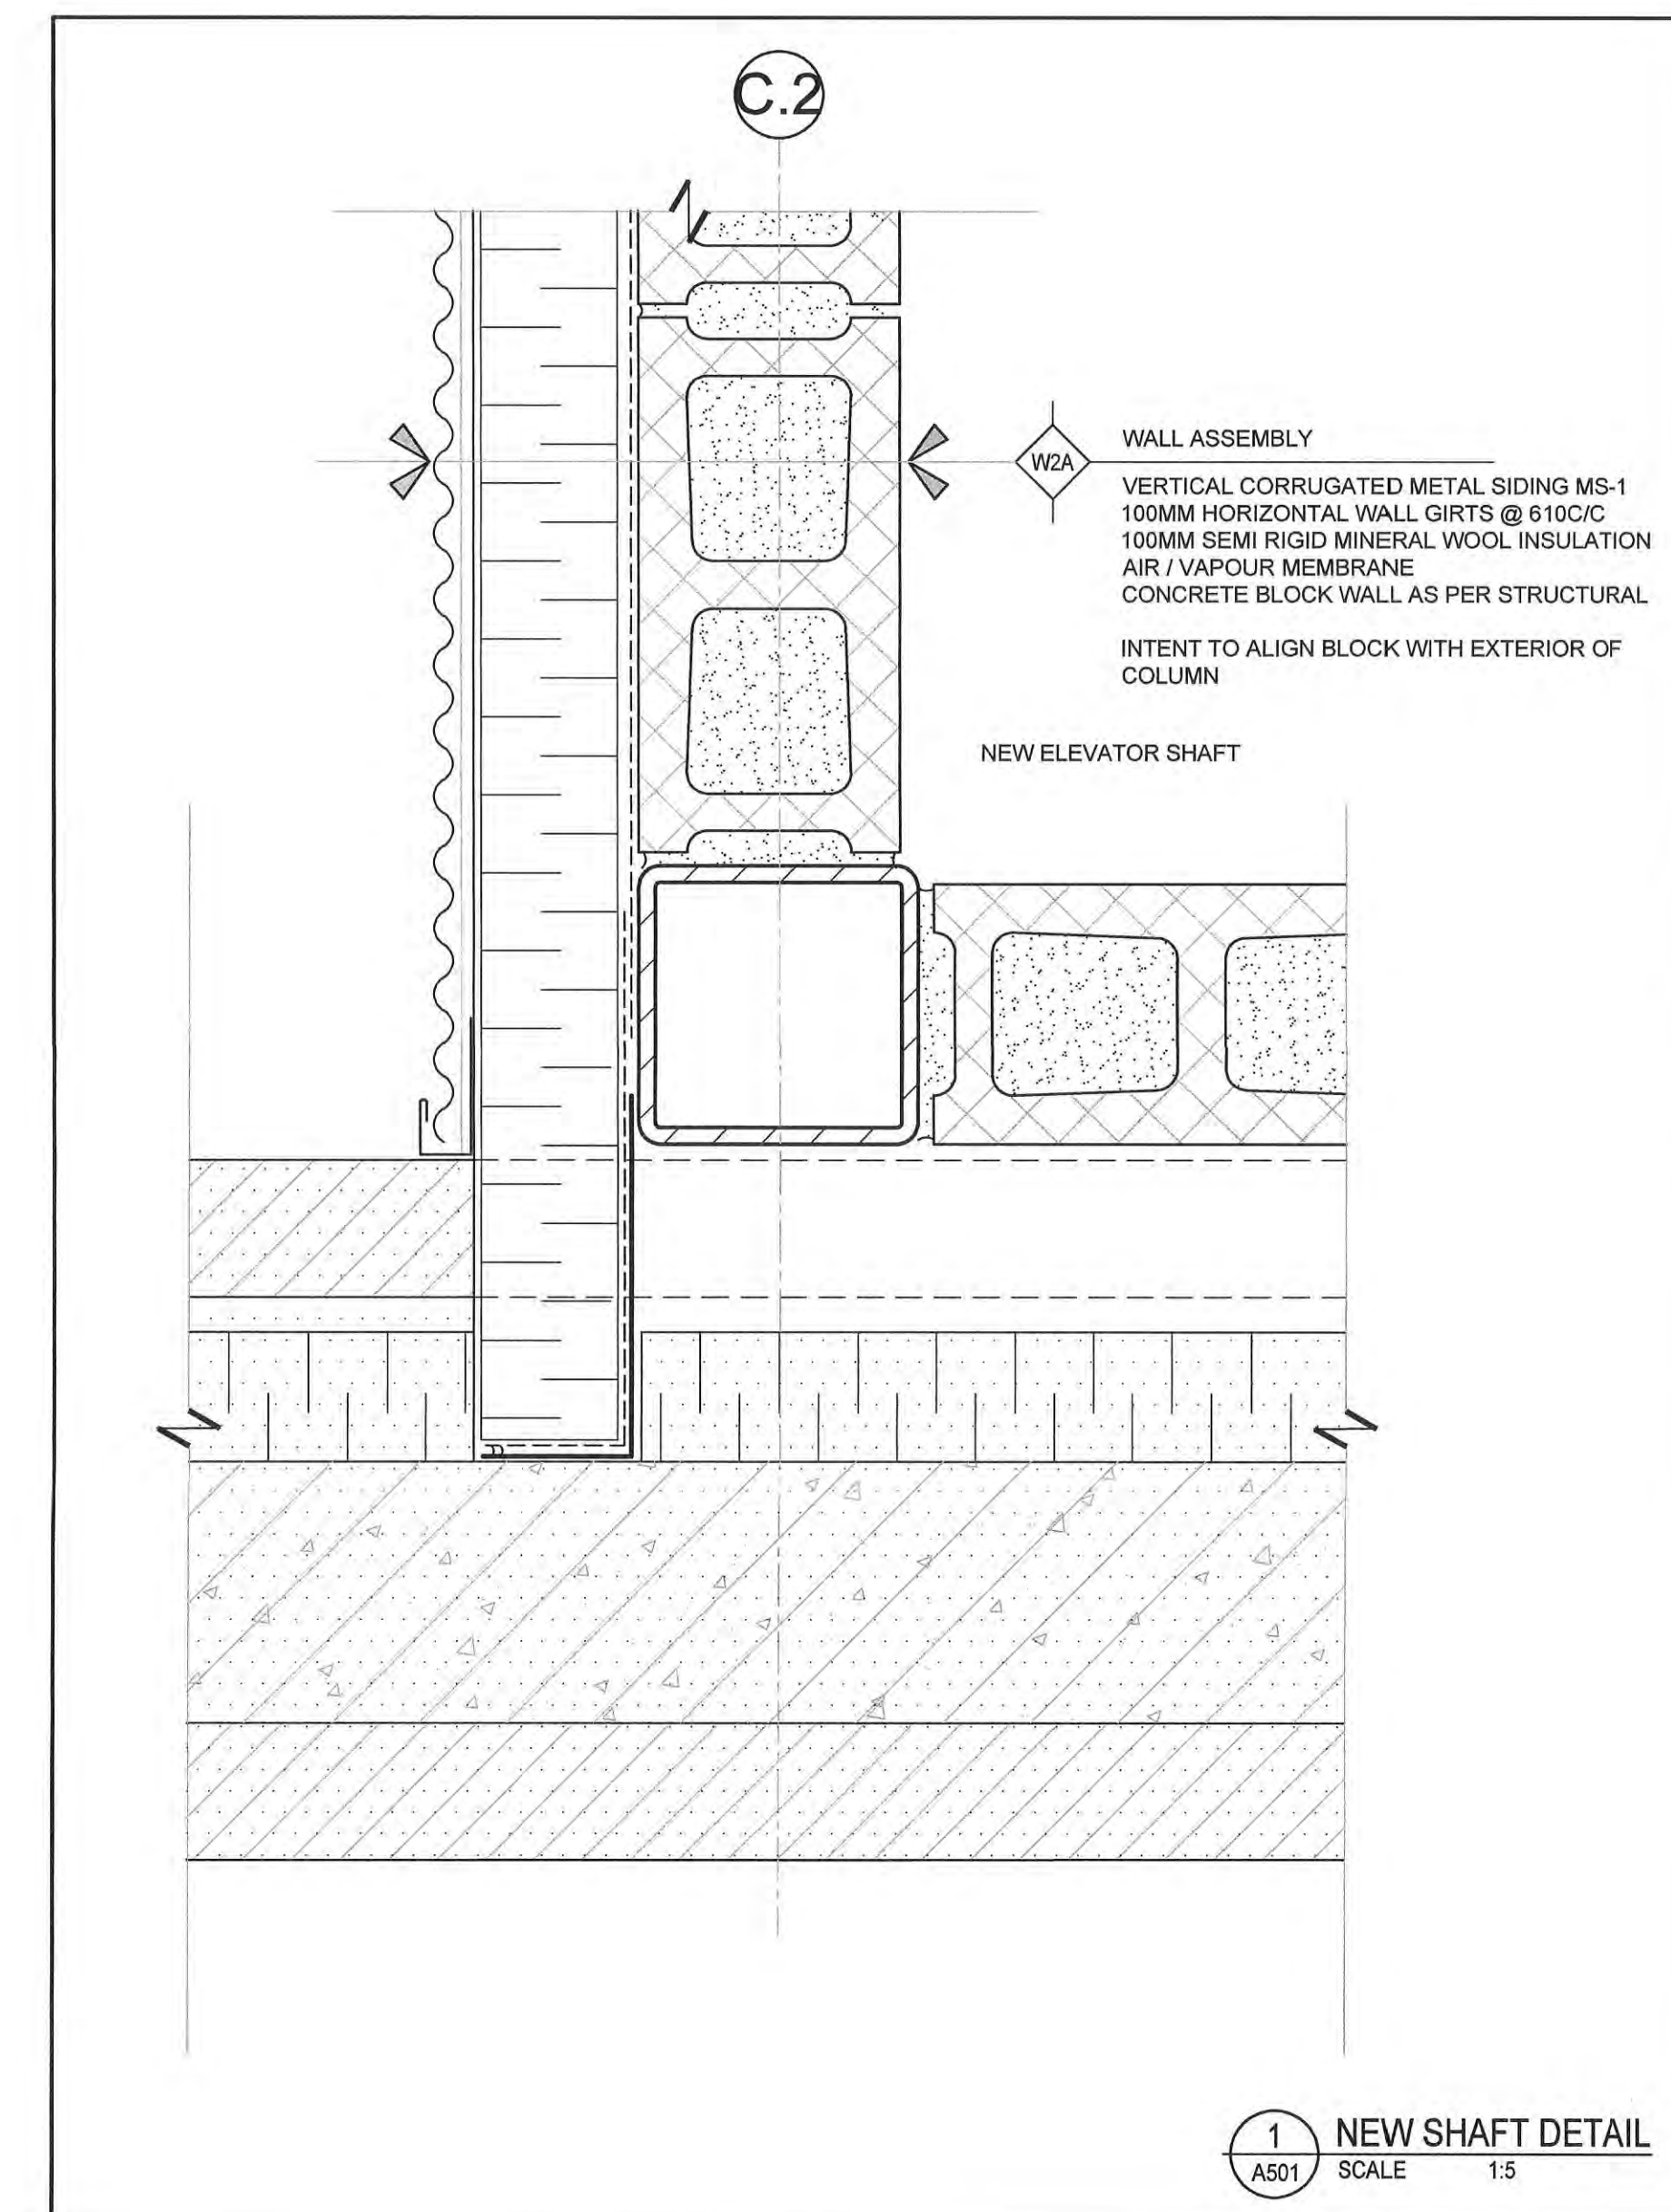 C.2
W2A
WALL ASSEMBLY
VERTICAL CORRUGATED METAL SIDING MS-1
100MM HORIZONTAL WALL GIRTS @ 610C/C
100MM SEMI RIGID MINERAL WOOL INSULATION
AIR / VAPOUR MEMBRANE
CONCRETE BLOCK WALL AS PER STRUCTURAL
INTENT TO ALIGN BLOCK WITH EXTERIOR OF
COLUMN
NEW ELEVATOR SHAFT
1
A501
NEW SHAFT DETAIL
SCALE 1:5